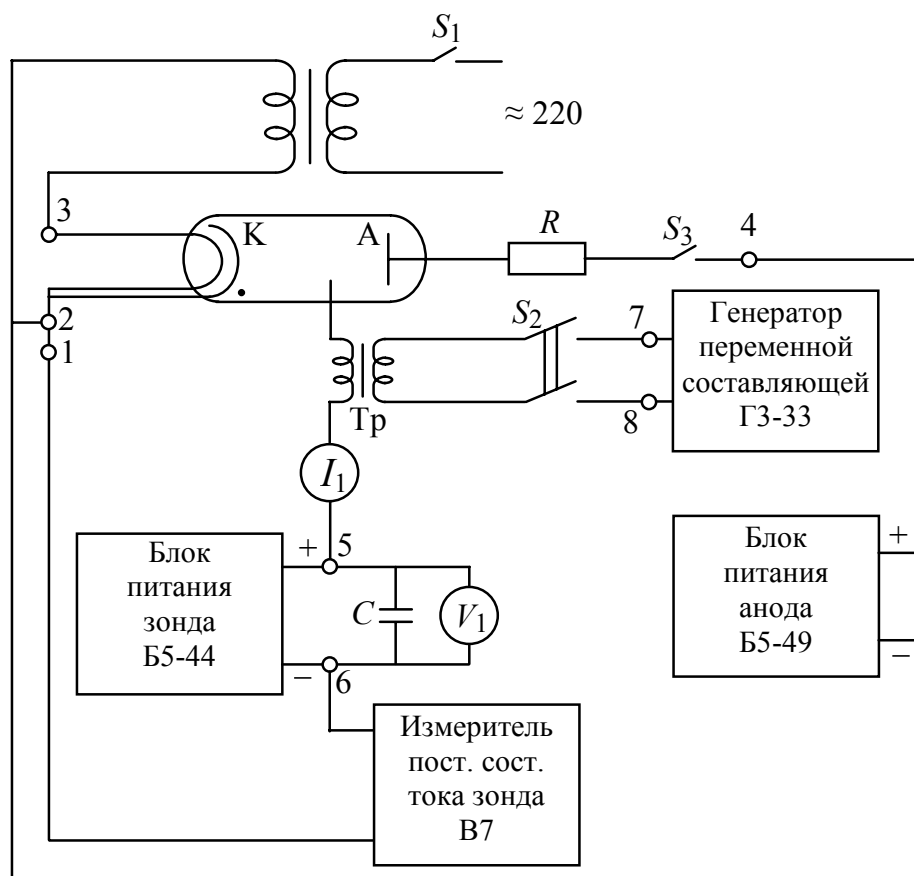 S1
≈ 220
3
K
A
R
S3
4
2
1
S2
7
8
Генератор
переменной
составляющей
Г3-33
Тр
I1
5
+
−
6
Блок
питания
зонда
Б5-44
C
V1
Блок
питания
анода
Б5-49
+
−
Измеритель
пост. сост.
тока зонда
В7